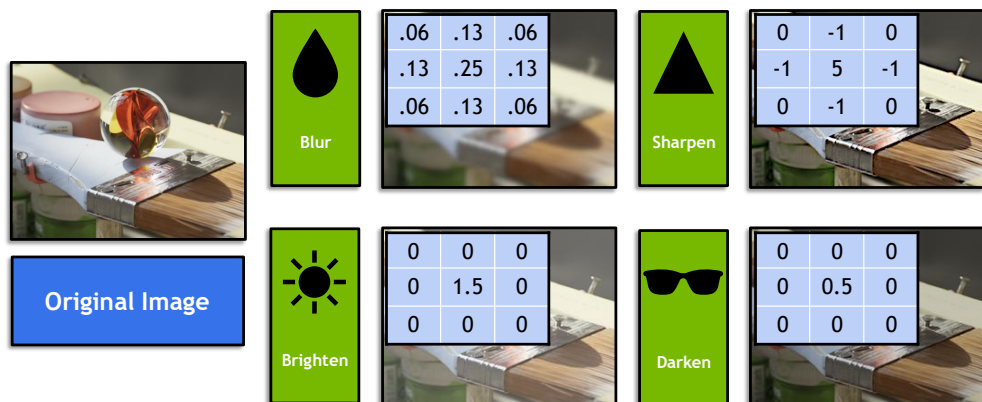 Original Image
Blur
.06 .13 .06
.13 .25 .13
.06 .13 .06
Sharpen
0 -1 0
-1 5 -1
0 -1 0
Brighten
0 0 0
0 1.5 0
0 0 0
Darken
0 0 0
0 0.5 0
0 0 0